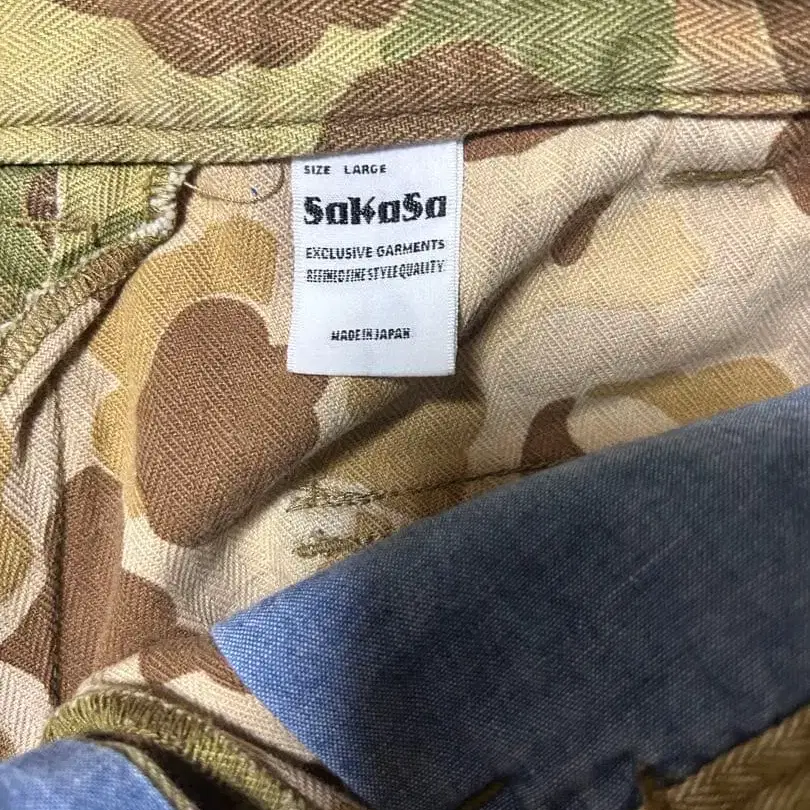 SIZE LARGE
SaKaSa
EXCLUSIVE GARMENTS
REFINED FINE STYLE QUALITY
MADE IN JAPAN